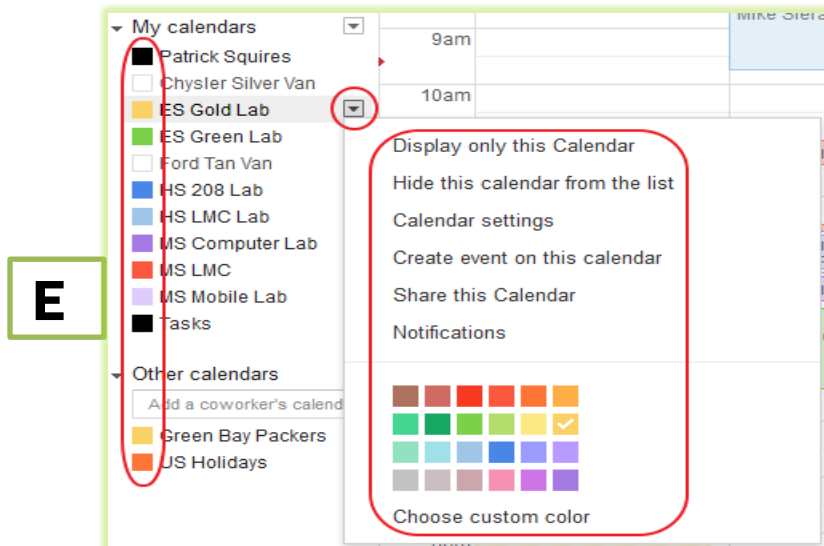 My calendars
Patrick Squires
Chysler Silver Van
ES Gold Lab
ES Green Lab
Ford Tan Van
HS 208 Lab
HS LMC Lab
MS Computer Lab
MS LMC
MS Mobile Lab
Tasks
Other calendars
Add a coworker's calend
Green Bay Packers
US Holidays
E
9am
10am
Display only this Calendar
Hide this calendar from the list
Calendar settings
Create event on this calendar
Share this Calendar
Notifications
Choose custom color